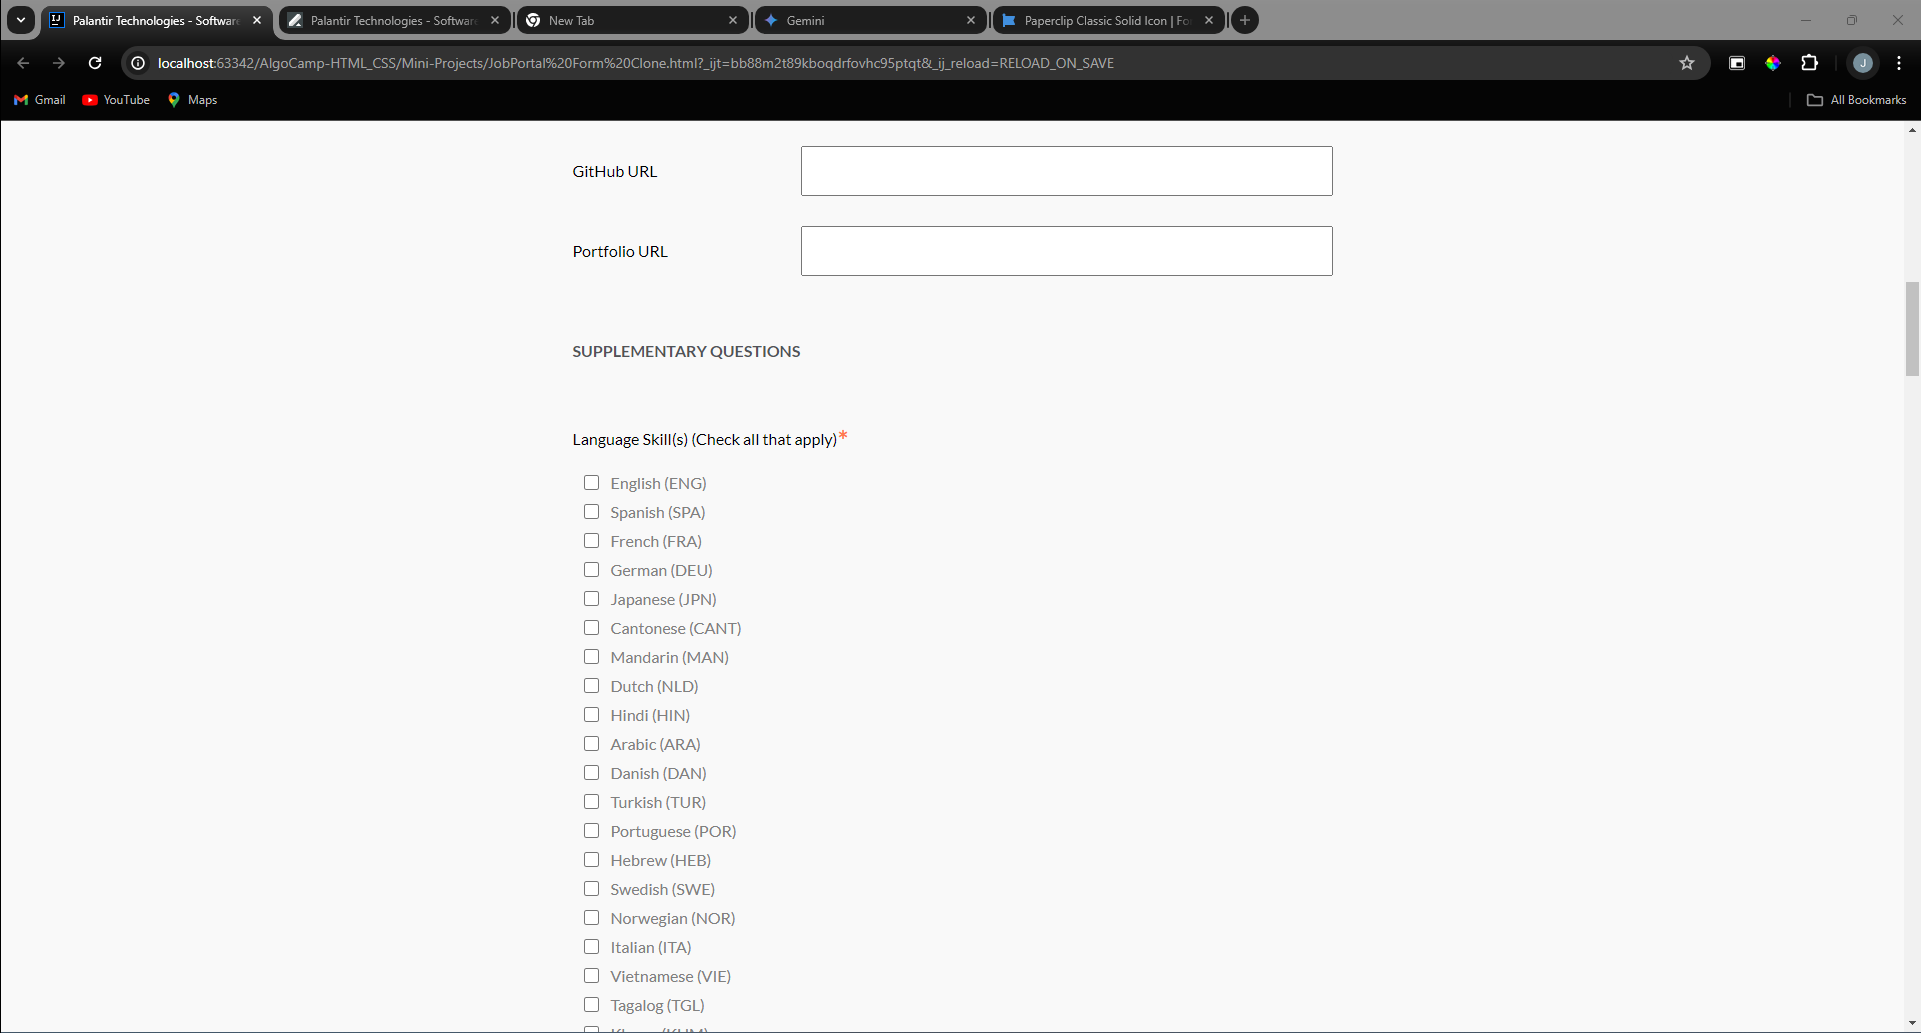 Palantir Technologies - Software
Palantir Technologies - Software
New Tab
Gemini
Paperclip Classic Solid Icon | Fo
localhost:63342/AlgoCamp-HTML_CSS/Mini-Projects/JobPortal%20Form%20Clone.html?_ijt=bb88m2t89kboqdrfovhc95ptqt&_ij_reload=RELOAD_ON_SAVE
J
Gmail
YouTube
Maps
All Bookmarks
GitHub URL
Portfolio URL
SUPPLEMENTARY QUESTIONS
Language Skill(s) (Check all that apply)*
English (ENG)
Spanish (SPA)
French (FRA)
German (DEU)
Japanese (JPN)
Cantonese (CANT)
Mandarin (MAN)
Dutch (NLD)
Hindi (HIN)
Arabic (ARA)
Danish (DAN)
Turkish (TUR)
Portuguese (POR)
Hebrew (HEB)
Swedish (SWE)
Norwegian (NOR)
Italian (ITA)
Vietnamese (VIE)
Tagalog (TGL)